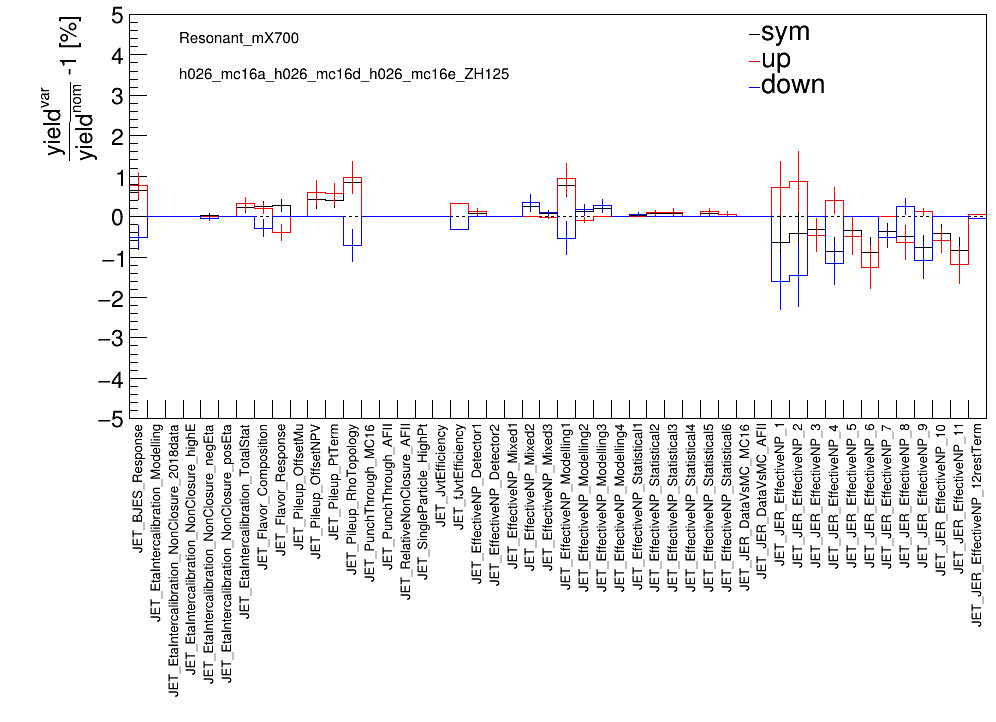 yield^var / yield^nom -1 [%]
Resonant_mX700
h026_mc16a_h026_mc16d_h026_mc16e_ZH125
sym
up
down
5
4
3
2
1
0
−1
−2
−3
−4
−5
JET_BJES_Response
JET_EtaIntercalibration_Modelling
JET_EtaIntercalibration_NonClosure_2018data
JET_EtaIntercalibration_NonClosure_highE
JET_EtaIntercalibration_NonClosure_negEta
JET_EtaIntercalibration_NonClosure_posEta
JET_EtaIntercalibration_TotalStat
JET_Flavor_Composition
JET_Flavor_Response
JET_Pileup_OffsetMu
JET_Pileup_OffsetNPV
JET_Pileup_PtTerm
JET_Pileup_RhoTopology
JET_PunchThrough_MC16
JET_PunchThrough_AFII
JET_RelativeNonClosure_AFII
JET_SingleParticle_HighPt
JET_JvtEfficiency
JET_fJvtEfficiency
JET_EffectiveNP_Detector1
JET_EffectiveNP_Detector2
JET_EffectiveNP_Mixed1
JET_EffectiveNP_Mixed2
JET_EffectiveNP_Mixed3
JET_EffectiveNP_Modelling1
JET_EffectiveNP_Modelling2
JET_EffectiveNP_Modelling3
JET_EffectiveNP_Modelling4
JET_EffectiveNP_Statistical1
JET_EffectiveNP_Statistical2
JET_EffectiveNP_Statistical3
JET_EffectiveNP_Statistical4
JET_EffectiveNP_Statistical5
JET_EffectiveNP_Statistical6
JET_JER_DataVsMC_MC16
JET_JER_DataVsMC_AFII
JET_JER_EffectiveNP_1
JET_JER_EffectiveNP_2
JET_JER_EffectiveNP_3
JET_JER_EffectiveNP_4
JET_JER_EffectiveNP_5
JET_JER_EffectiveNP_6
JET_JER_EffectiveNP_7
JET_JER_EffectiveNP_8
JET_JER_EffectiveNP_9
JET_JER_EffectiveNP_10
JET_JER_EffectiveNP_11
JET_JER_EffectiveNP_12restTerm